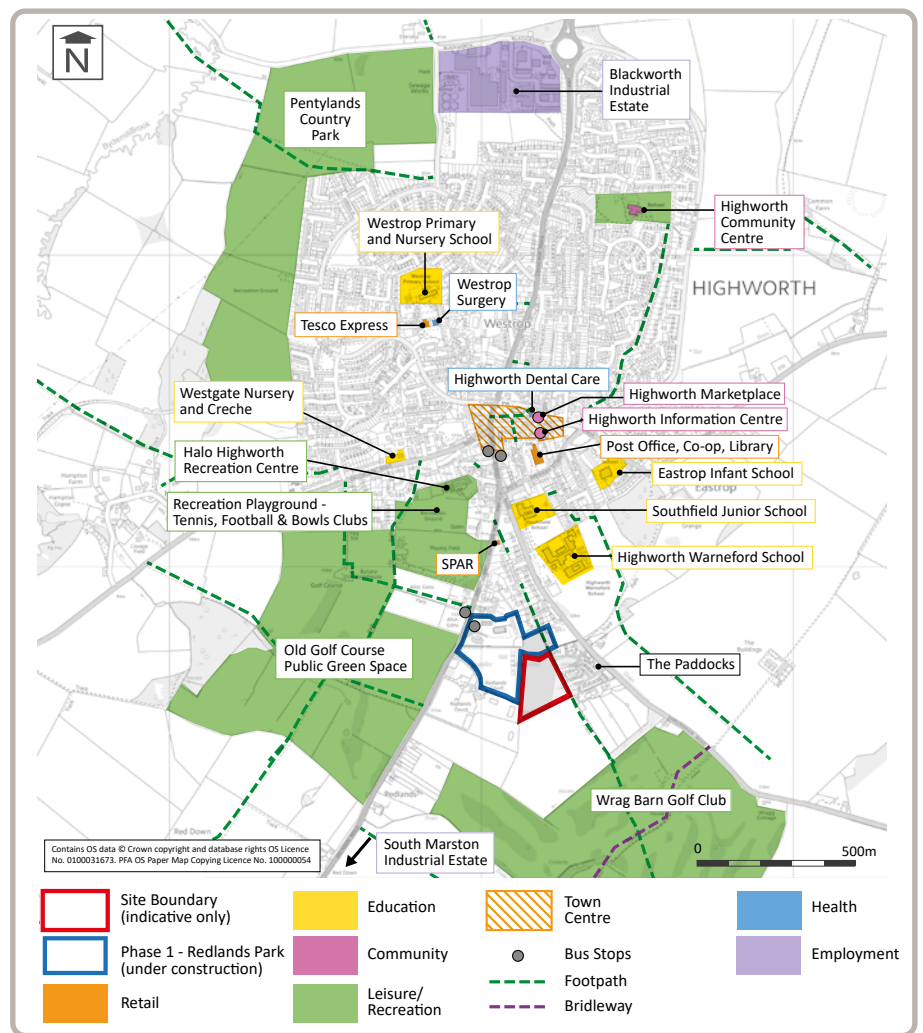 N
Blackworth
Industrial
Estate
Pentylands
Country
Park
Highworth
Community
Centre
Westrop Primary
and Nursery School
Westrop
Surgery
HIGHWORTH
Tesco Express
Westrop
Highworth Dental Care
Highworth Marketplace
Westgate Nursery
and Creche
Highworth Information Centre
Post Office, Co-op, Library
Halo Highworth
Recreation Centre
Eastrop Infant School
Eastrop
Recreation Playground -
Tennis, Football & Bowls Clubs
Southfield Junior School
Highworth Warneford School
SPAR
Golf Course
Old Golf Course
Public Green Space
The Paddocks
Redlands
Wrag Barn Golf Club
Red Down
Contains OS data © Crown copyright and database rights OS Licence
No. 0100031673. PFA OS Paper Map Copying Licence No. 100000054
South Marston
Industrial Estate
0 500m
Site Boundary
(indicative only)
Education
Town
Centre
Health
Phase 1 - Redlands Park
(under construction)
Community
Bus Stops
Employment
Footpath
Retail
Leisure/
Recreation
Bridleway